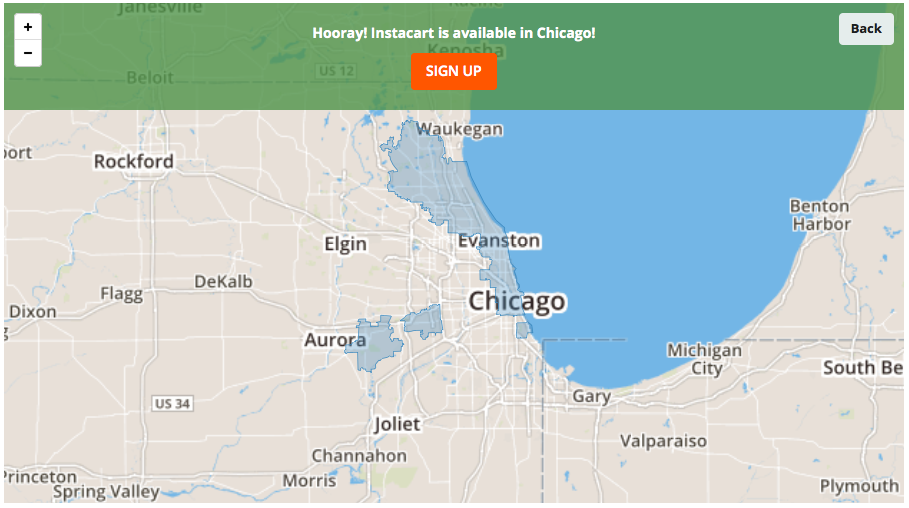 Janesville
Racine
+
Hooray! Instacart is available in Chicago!
Back
−
Kenosha
SIGN UP
US 12
Beloit
Waukegan
ort
Rockford
Benton
Harbor
Elgin
Evanston
DeKalb
Flagg
Chicago
Dixon
g
Aurora
Michigan
City
South Be
US 34
Gary
Joliet
Valparaiso
Channahon
Princeton
Morris
Spring Valley
Plymouth